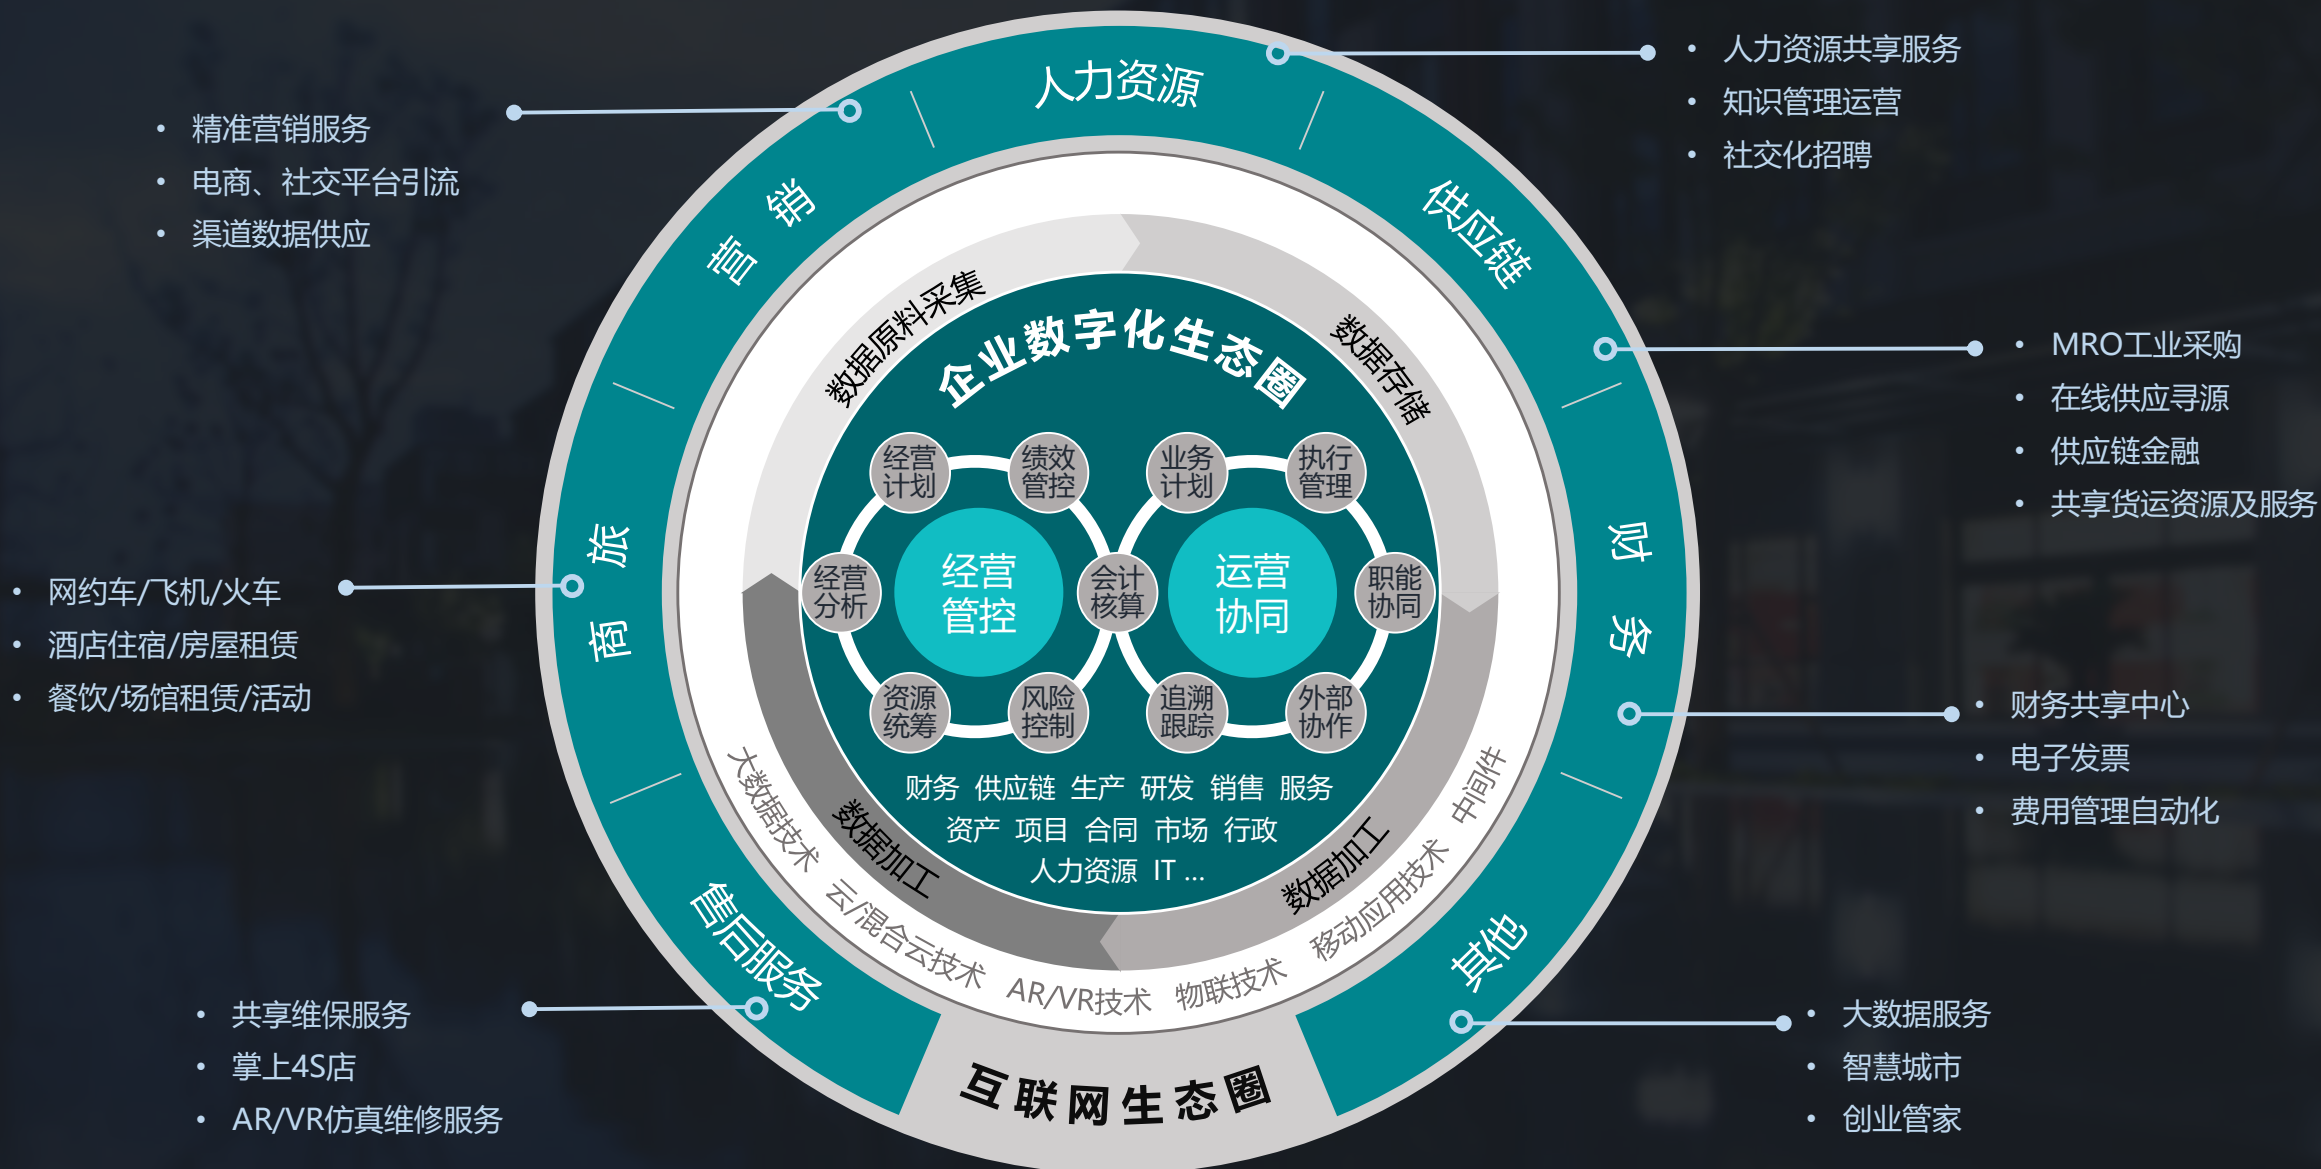 人力资源
营 销
供应链
商 旅
财 务
售后服务
其他
互联网生态圈
• 精准营销服务
• 电商、社交平台引流
• 渠道数据供应
• 人力资源共享服务
• 知识管理运营
• 社交化招聘
• MRO工业采购
• 在线供应寻源
• 供应链金融
• 共享货运资源及服务
• 网约车/飞机/火车
• 酒店住宿/房屋租赁
• 餐饮/场馆租赁/活动
• 财务共享中心
• 电子发票
• 费用管理自动化
• 共享维保服务
• 掌上4S店
• AR/VR仿真维修服务
• 大数据服务
• 智慧城市
• 创业管家
数据原料采集
数据存储
数据加工
数据加工
大数据技术 云/混合云技术 AR/VR技术 物联技术 移动应用技术 中间件
企业数字化生态圈
经营
计划
绩效
管控
业务
计划
执行
管理
经营
分析
经营
管控
会计
核算
运营
协同
职能
协同
资源
统筹
风险
控制
追溯
跟踪
外部
协作
财务 供应链 生产 研发 销售 服务
资产 项目 合同 市场 行政
人力资源 IT ...